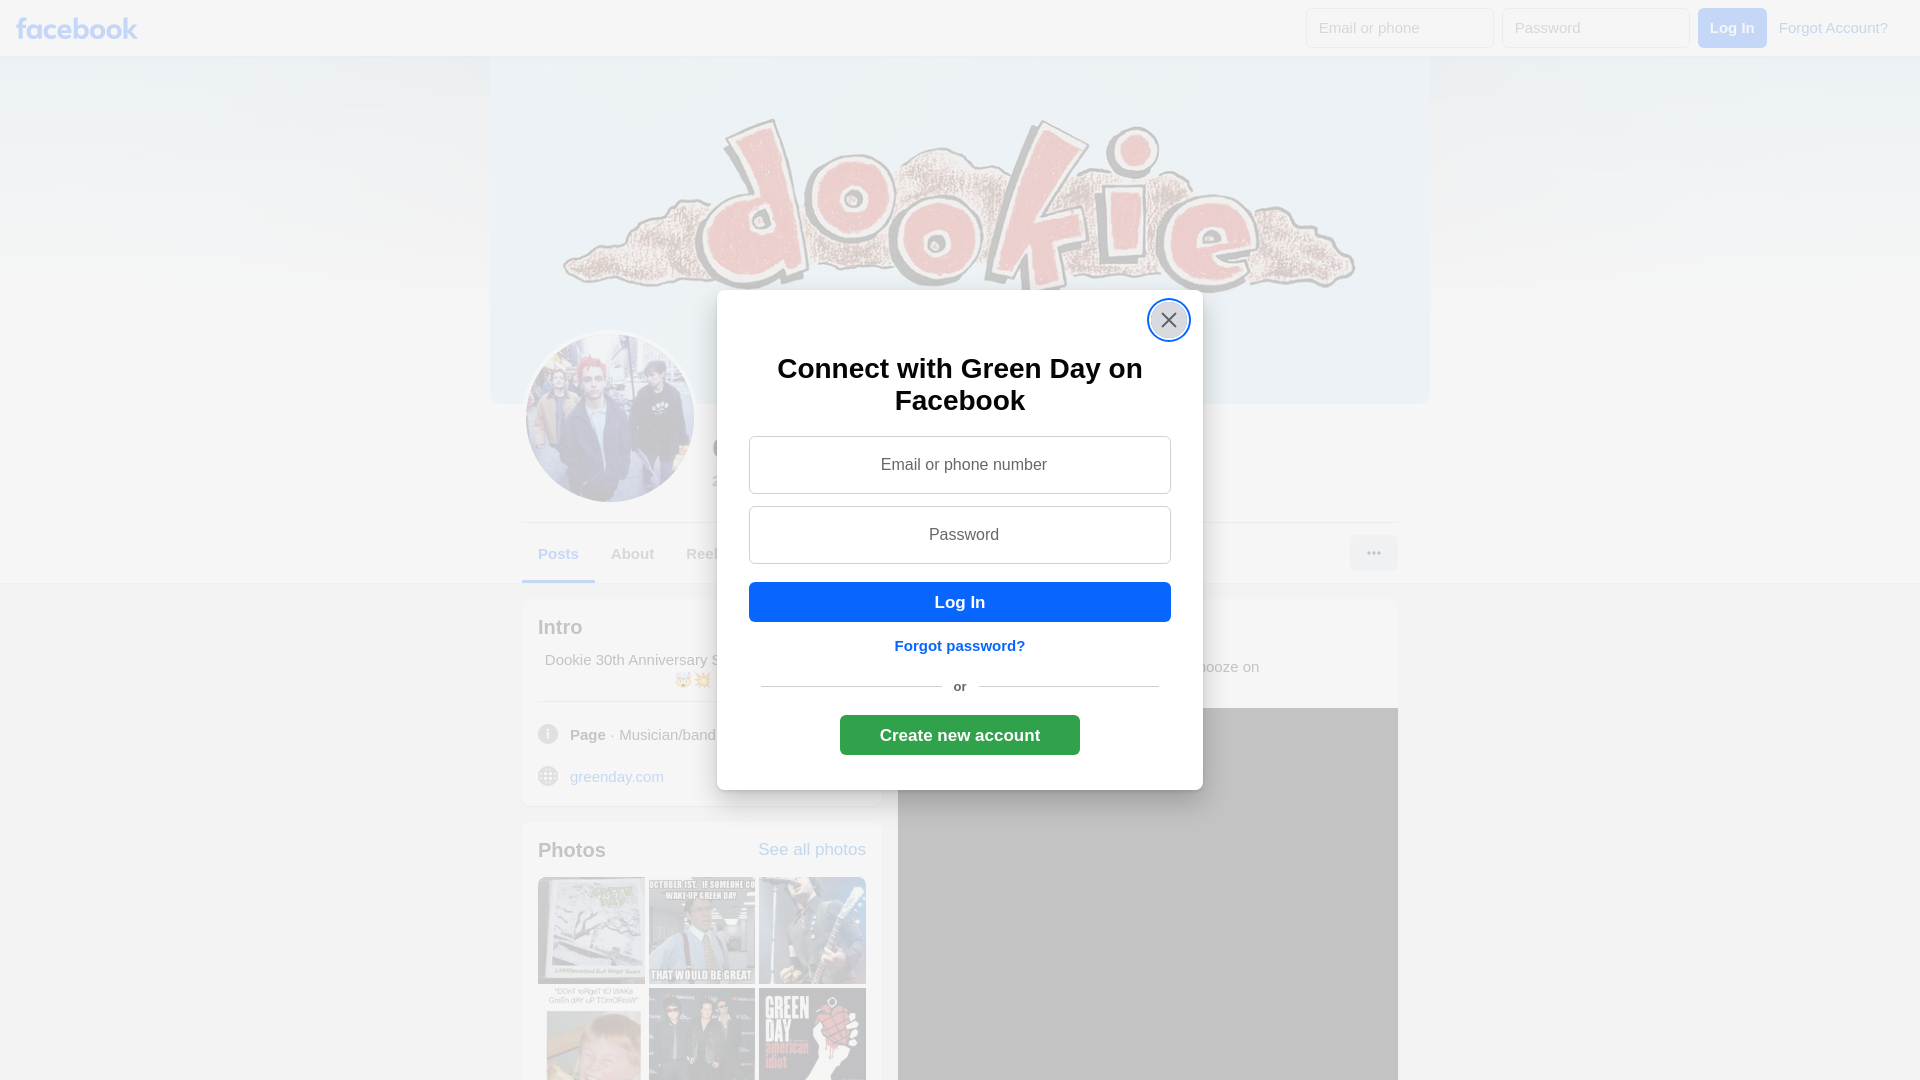 facebook
Email or phone
Password
Log In
Forgot Account?
dookie
Connect with Green Day on
Facebook
Email or phone number
Password
Log In
Forgot password?
or
Create new account
Posts
About
Reel
Intro
Dookie 30th Anniversary
🤯💥
Page · Musician/band
greenday.com
ooze on
Photos
See all photos
GREEN
DAY
OCTOBER 1ST. IF SOMEONE CO
WAKE UP GREEN DAY
THAT WOULD BE GREAT
"DOnT foRgeT tO WAKe
GreEn dAY uP TOmORroW"
GREEN
DAY
american
idiot